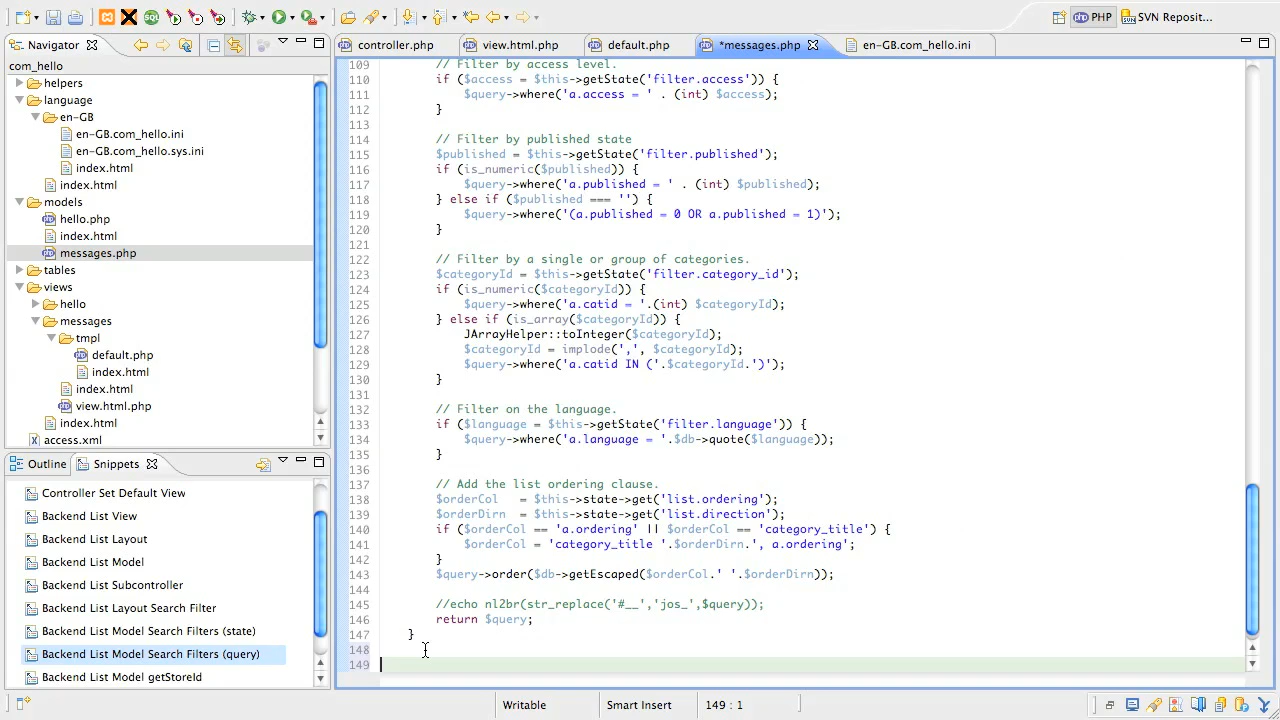 PHP
SVN Reposit...
Navigator
controller.php
view.html.php
default.php
*messages.php
en-GB.com_hello.ini
com_hello
helpers
language
en-GB
en-GB.com_hello.ini
en-GB.com_hello.sys.ini
index.html
index.html
models
hello.php
index.html
messages.php
tables
views
hello
messages
tmpl
default.php
index.html
index.html
view.html.php
index.html
access.xml
Outline
Snippets
Controller Set Default View
Backend List View
Backend List Layout
Backend List Model
Backend List Subcontroller
Backend List Layout Search Filter
Backend List Model Search Filters (state)
Backend List Model Search Filters (query)
Backend List Model getStoreId
109 // Filter by access level.
110 if ($access = $this->getState('filter.access')) {
111 $query->where('a.access = ' . (int) $access);
112 }
113
114 // Filter by published state
115 $published = $this->getState('filter.published');
116 if (is_numeric($published)) {
117 $query->where('a.published = ' . (int) $published);
118 } else if ($published === '') {
119 $query->where('(a.published = 0 OR a.published = 1)');
120 }
121
122 // Filter by a single or group of categories.
123 $categoryId = $this->getState('filter.category_id');
124 if (is_numeric($categoryId)) {
125 $query->where('a.catid = '.(int) $categoryId);
126 } else if (is_array($categoryId)) {
127 JArrayHelper::toInteger($categoryId);
128 $categoryId = implode(',', $categoryId);
129 $query->where('a.catid IN ('.$categoryId.')');
130 }
131
132 // Filter on the language.
133 if ($language = $this->getState('filter.language')) {
134 $query->where('a.language = '.$db->quote($language));
135 }
136
137 // Add the list ordering clause.
138 $orderCol = $this->state->get('list.ordering');
139 $orderDirn = $this->state->get('list.direction');
140 if ($orderCol == 'a.ordering' || $orderCol == 'category_title') {
141 $orderCol = 'category_title '.$orderDirn.', a.ordering';
142 }
143 $query->order($db->getEscaped($orderCol.' '.$orderDirn));
144
145 //echo nl2br(str_replace('#__','jos_',$query));
146 return $query;
147 }
148
149
Writable
Smart Insert
149 : 1